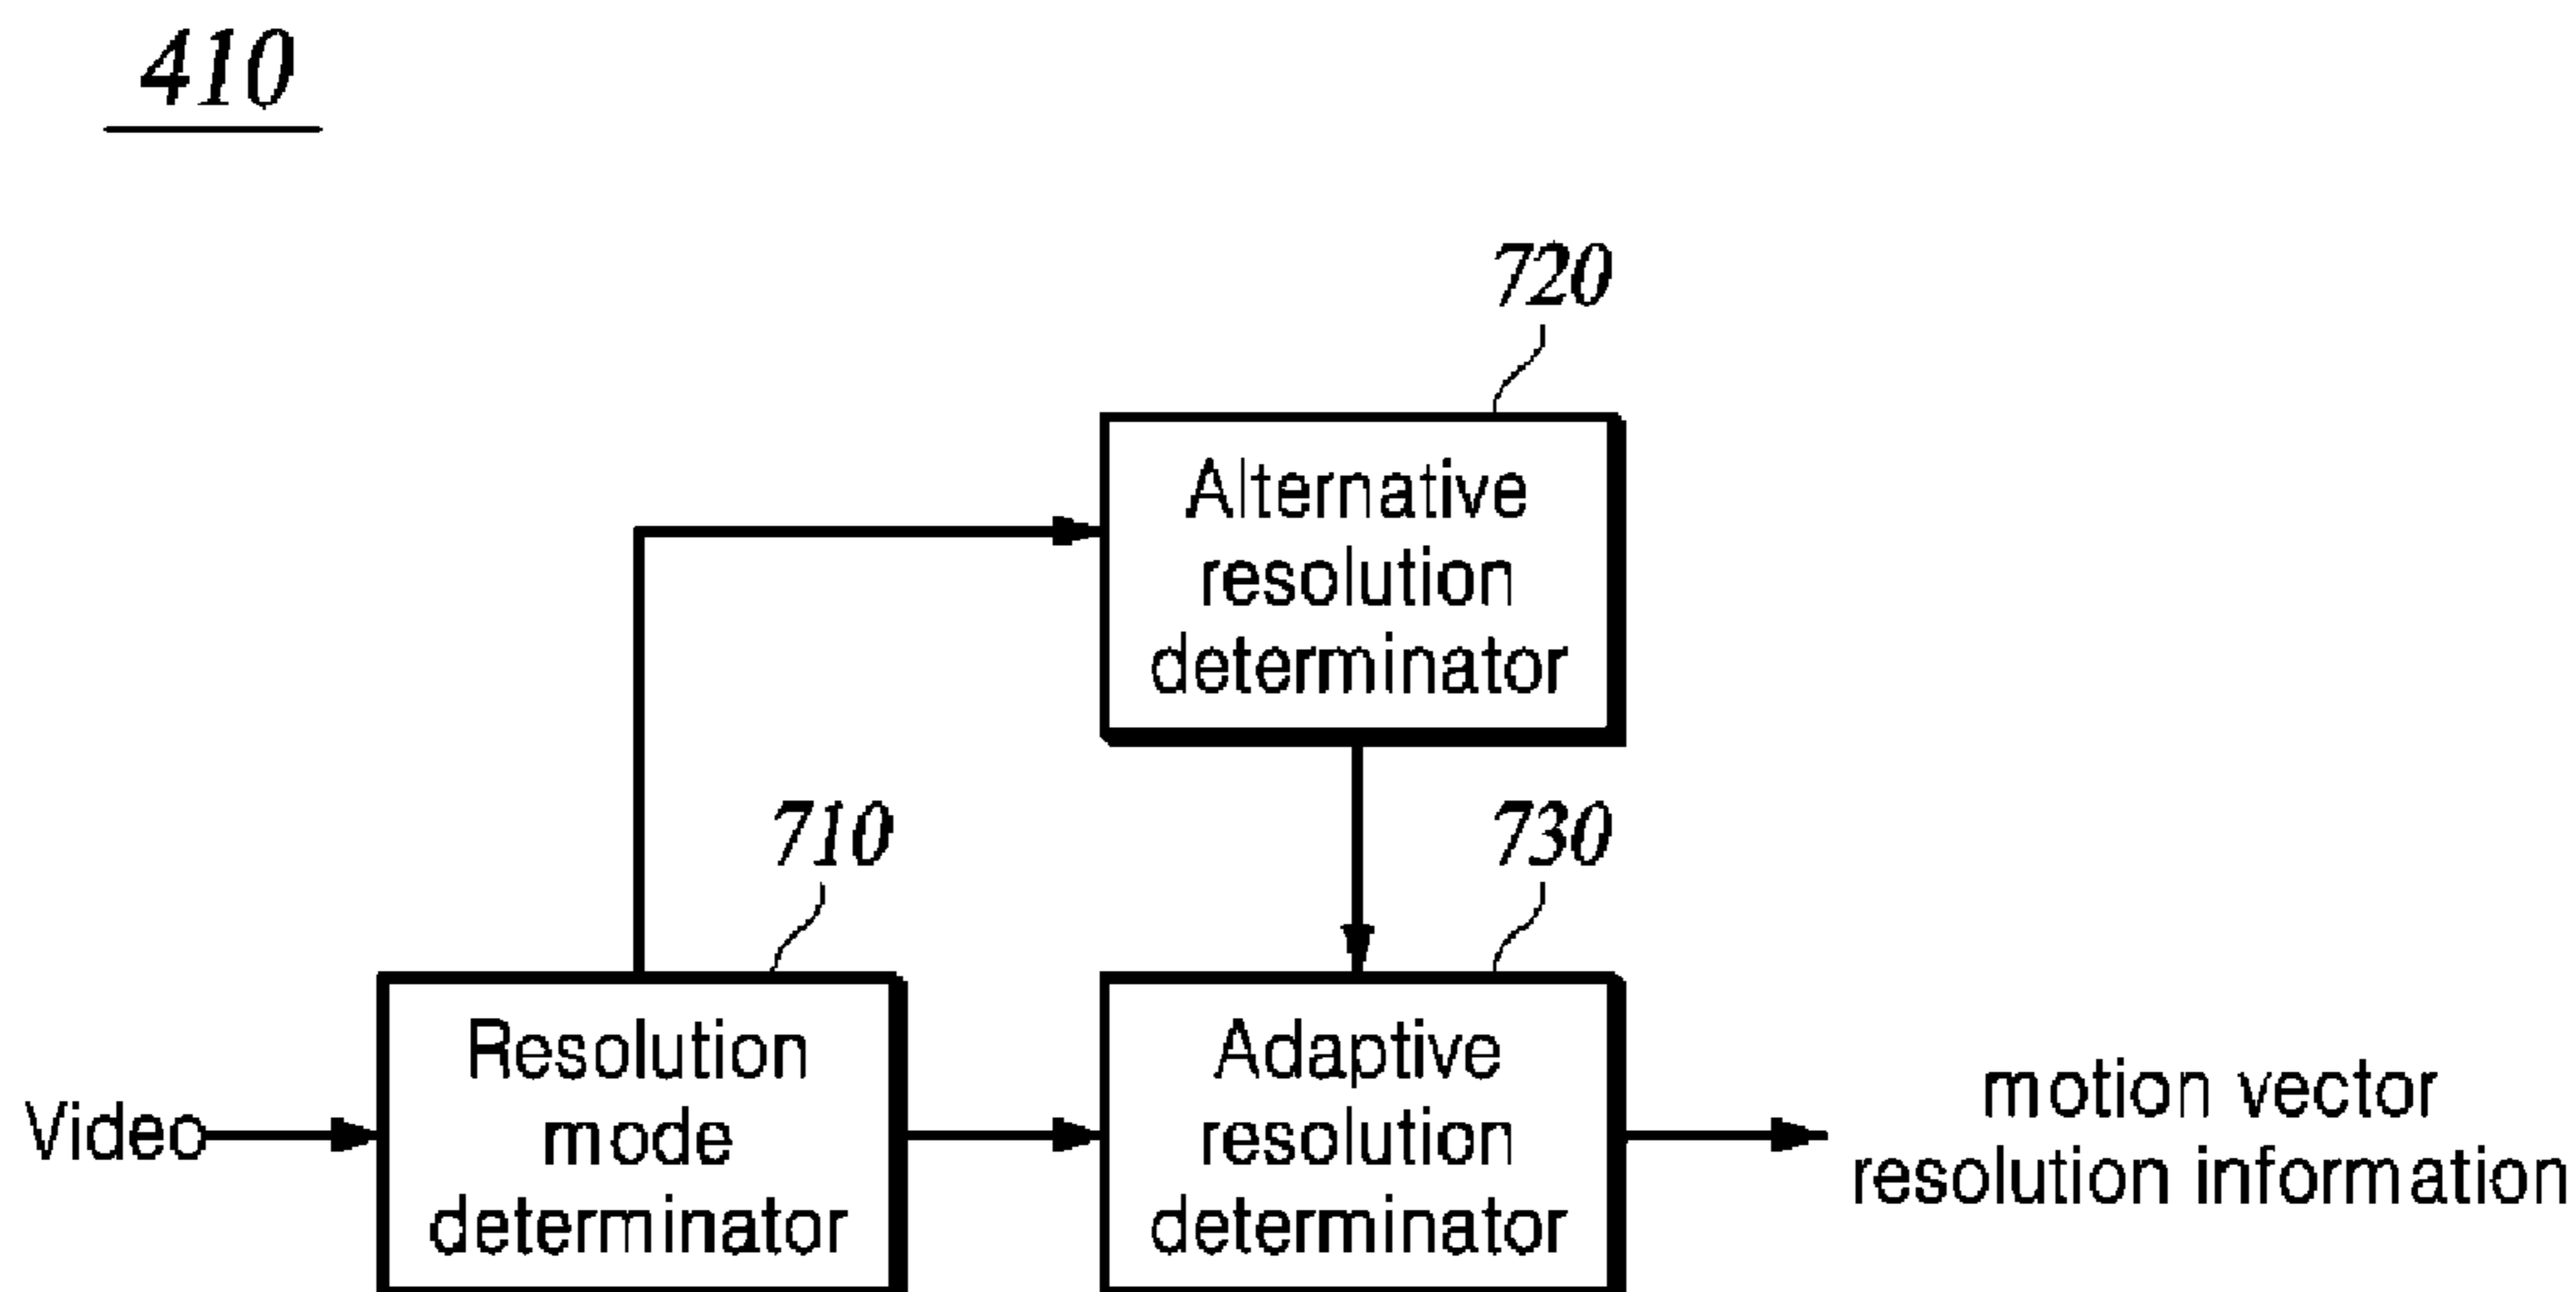 410
720
Alternative
resolution
determinator
710
730
Video
Resolution
mode
determinator
Adaptive
resolution
determinator
motion vector
resolution information